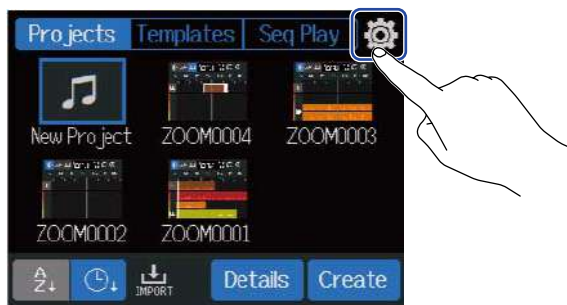 Projects Templates Seq Play
New Project ZOOM0004 ZOOM0003
ZOOM0002 ZOOM0001
A
Z↓ IMPORT Details Create